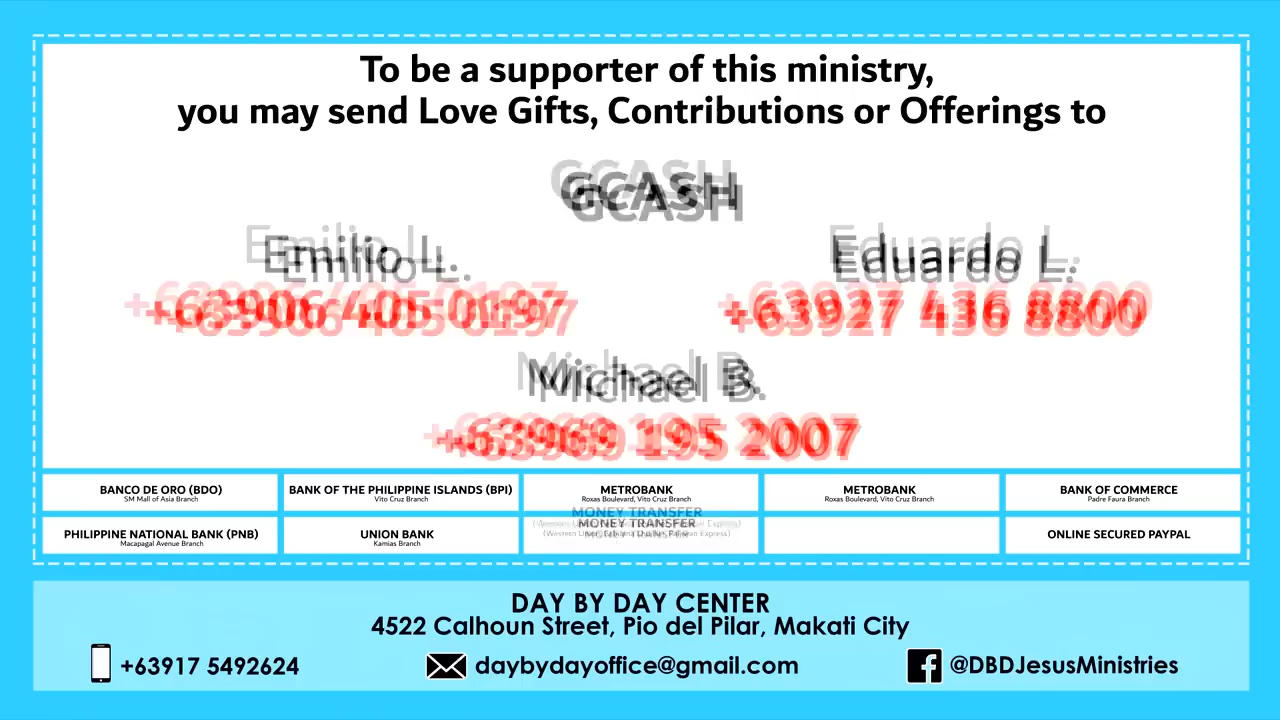 To be a supporter of this ministry,
you may send Love Gifts, Contributions or Offerings to
GCASH
Emilio L. Eduardo L.
+63906 405 0197 +63927 436 8800
Michael B.
+63969 195 2007
BANCO DE ORO (BDO) BANK OF THE PHILIPPINE ISLANDS (BPI) METROBANK METROBANK BANK OF COMMERCE
SM Mall of Asia Branch Vito Cruz Branch Roxas Boulevard, Vito Cruz Branch Roxas Boulevard, Vito Cruz Branch Padre Faura Branch
PHILIPPINE NATIONAL BANK (PNB) UNION BANK MONEY TRANSFER ONLINE SECURED PAYPAL
Macapagal Avenue Branch Kamias Branch (Western Union, Express)
DAY BY DAY CENTER
4522 Calhoun Street, Pio del Pilar, Makati City
+63917 5492624 daybydayoffice@gmail.com @DBDJesusMinistries